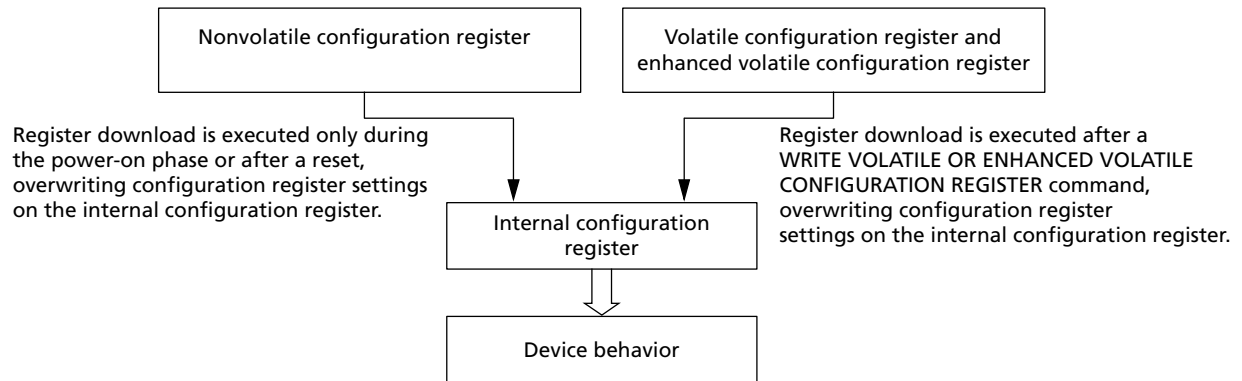 Nonvolatile configuration register
Volatile configuration register and
enhanced volatile configuration register
Register download is executed only during
the power-on phase or after a reset,
overwriting configuration register settings
on the internal configuration register.
Register download is executed after a
WRITE VOLATILE OR ENHANCED VOLATILE
CONFIGURATION REGISTER command,
overwriting configuration register
settings on the internal configuration register.
Internal configuration
register
Device behavior